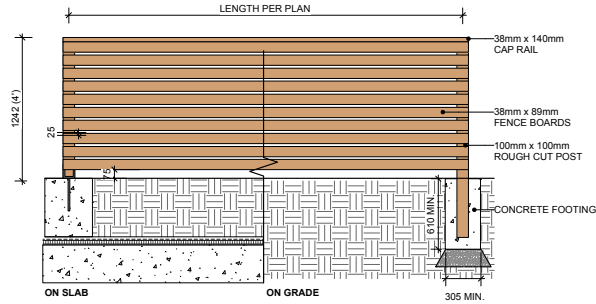 LENGTH PER PLAN
38mm x 140mm
CAP RAIL
1242 (4')
38mm x 89mm
FENCE BOARDS
25
100mm x 100mm
ROUGH CUT POST
75
610 MIN.
CONCRETE FOOTING
ON SLAB
ON GRADE
305 MIN.